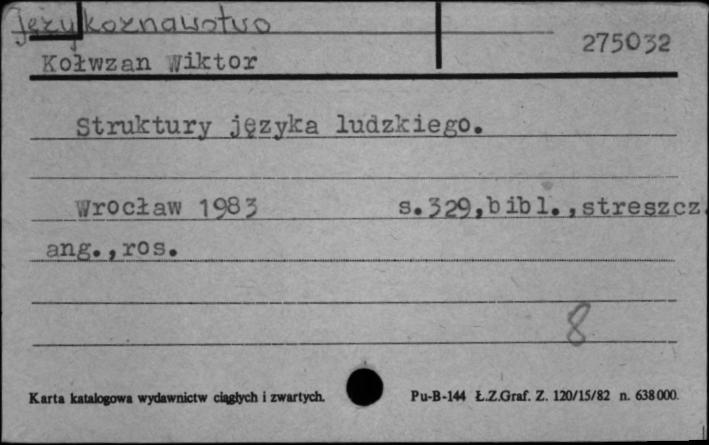 językoznawstwo
275032
Kołwzan Wiktor
Struktury języka ludzkiego.
Wrocław 1983 s.329,bibl.,streszcz.
ang.,ros.
8
Karta katalogowa wydawnictw ciągłych i zwartych. Pu-B-144 Ł.Z.Graf. Z. 120/15/82 n. 638000.